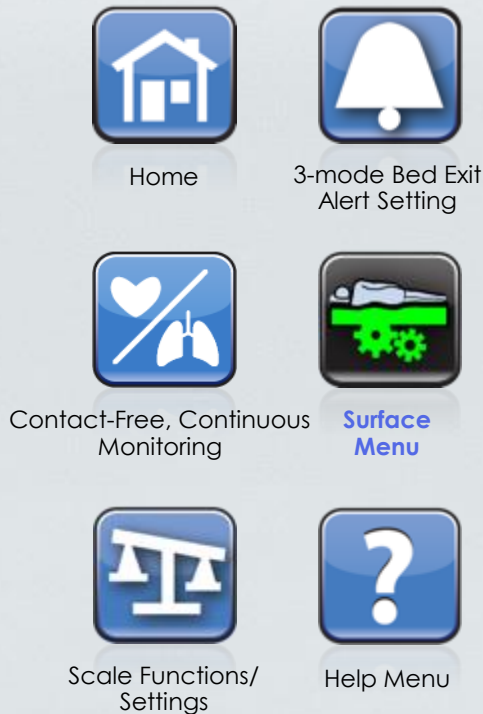 Home
3-mode Bed Exit
Alert Setting
Contact-Free, Continuous
Monitoring
Surface
Menu
?
Scale Functions/
Settings
Help Menu